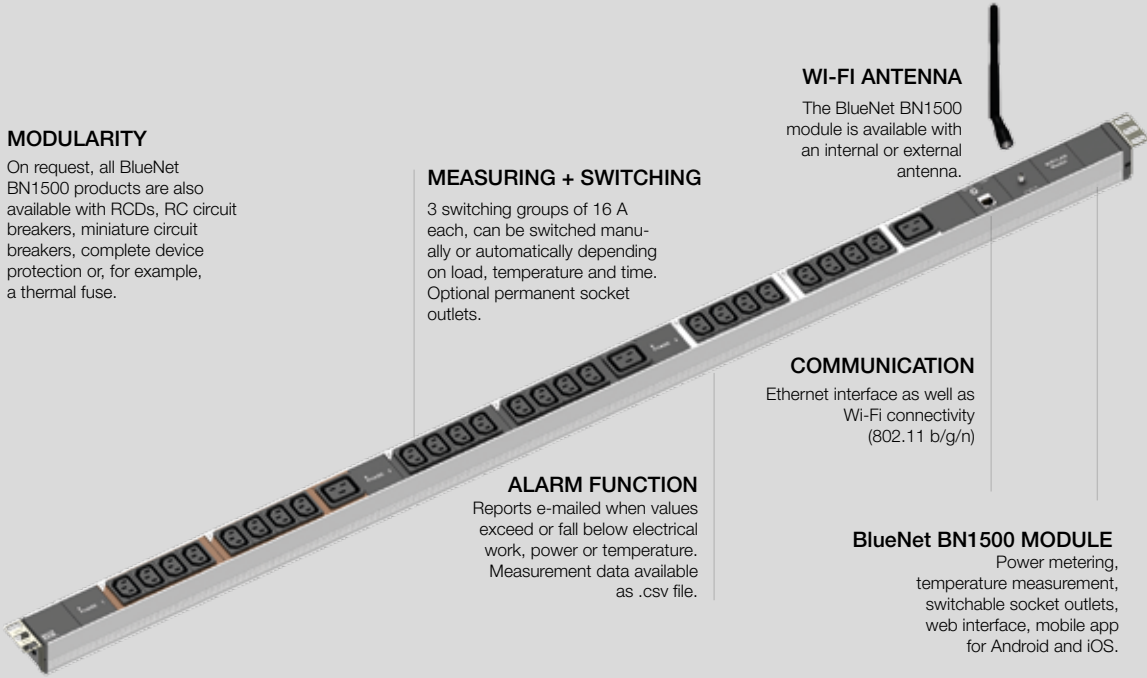 WI-FI ANTENNA
The BlueNet BN1500
module is available with
an internal or external
antenna.
MODULARITY
On request, all BlueNet
BN1500 products are also
available with RCDs, RC circuit
breakers, miniature circuit
breakers, complete device
protection or, for example,
a thermal fuse.
MEASURING + SWITCHING
3 switching groups of 16 A
each, can be switched manu-
ally or automatically depending
on load, temperature and time.
Optional permanent socket
outlets.
COMMUNICATION
Ethernet interface as well as
Wi-Fi connectivity
(802.11 b/g/n)
ALARM FUNCTION
Reports e-mailed when values
exceed or fall below electrical
work, power or temperature.
Measurement data available
as .csv file.
BlueNet BN1500 MODULE
Power metering,
temperature measurement,
switchable socket outlets,
web interface, mobile app
for Android and iOS.